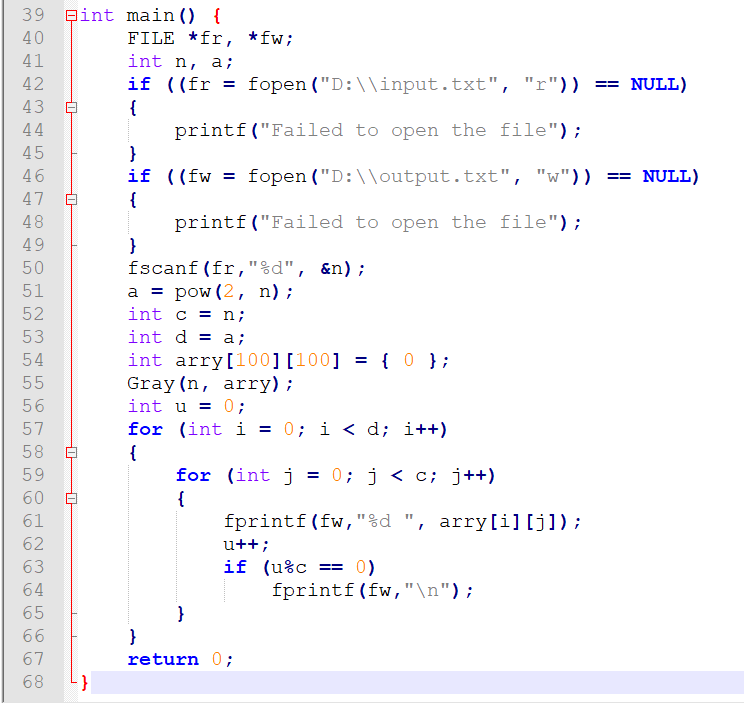 39 int main() {
40 FILE *fr, *fw;
41 int n, a;
42 if ((fr = fopen("D:\\input.txt", "r")) == NULL)
43 {
44 printf("Failed to open the file");
45 }
46 if ((fw = fopen("D:\\output.txt", "w")) == NULL)
47 {
48 printf("Failed to open the file");
49 }
50 fscanf(fr,"%d", &n);
51 a = pow(2, n);
52 int c = n;
53 int d = a;
54 int arry[100][100] = { 0 };
55 Gray(n, arry);
56 int u = 0;
57 for (int i = 0; i < d; i++)
58 {
59 for (int j = 0; j < c; j++)
60 {
61 fprintf(fw,"%d ", arry[i][j]);
62 u++;
63 if (u%c == 0)
64 fprintf(fw,"\n");
65 }
66 }
67 return 0;
68 }